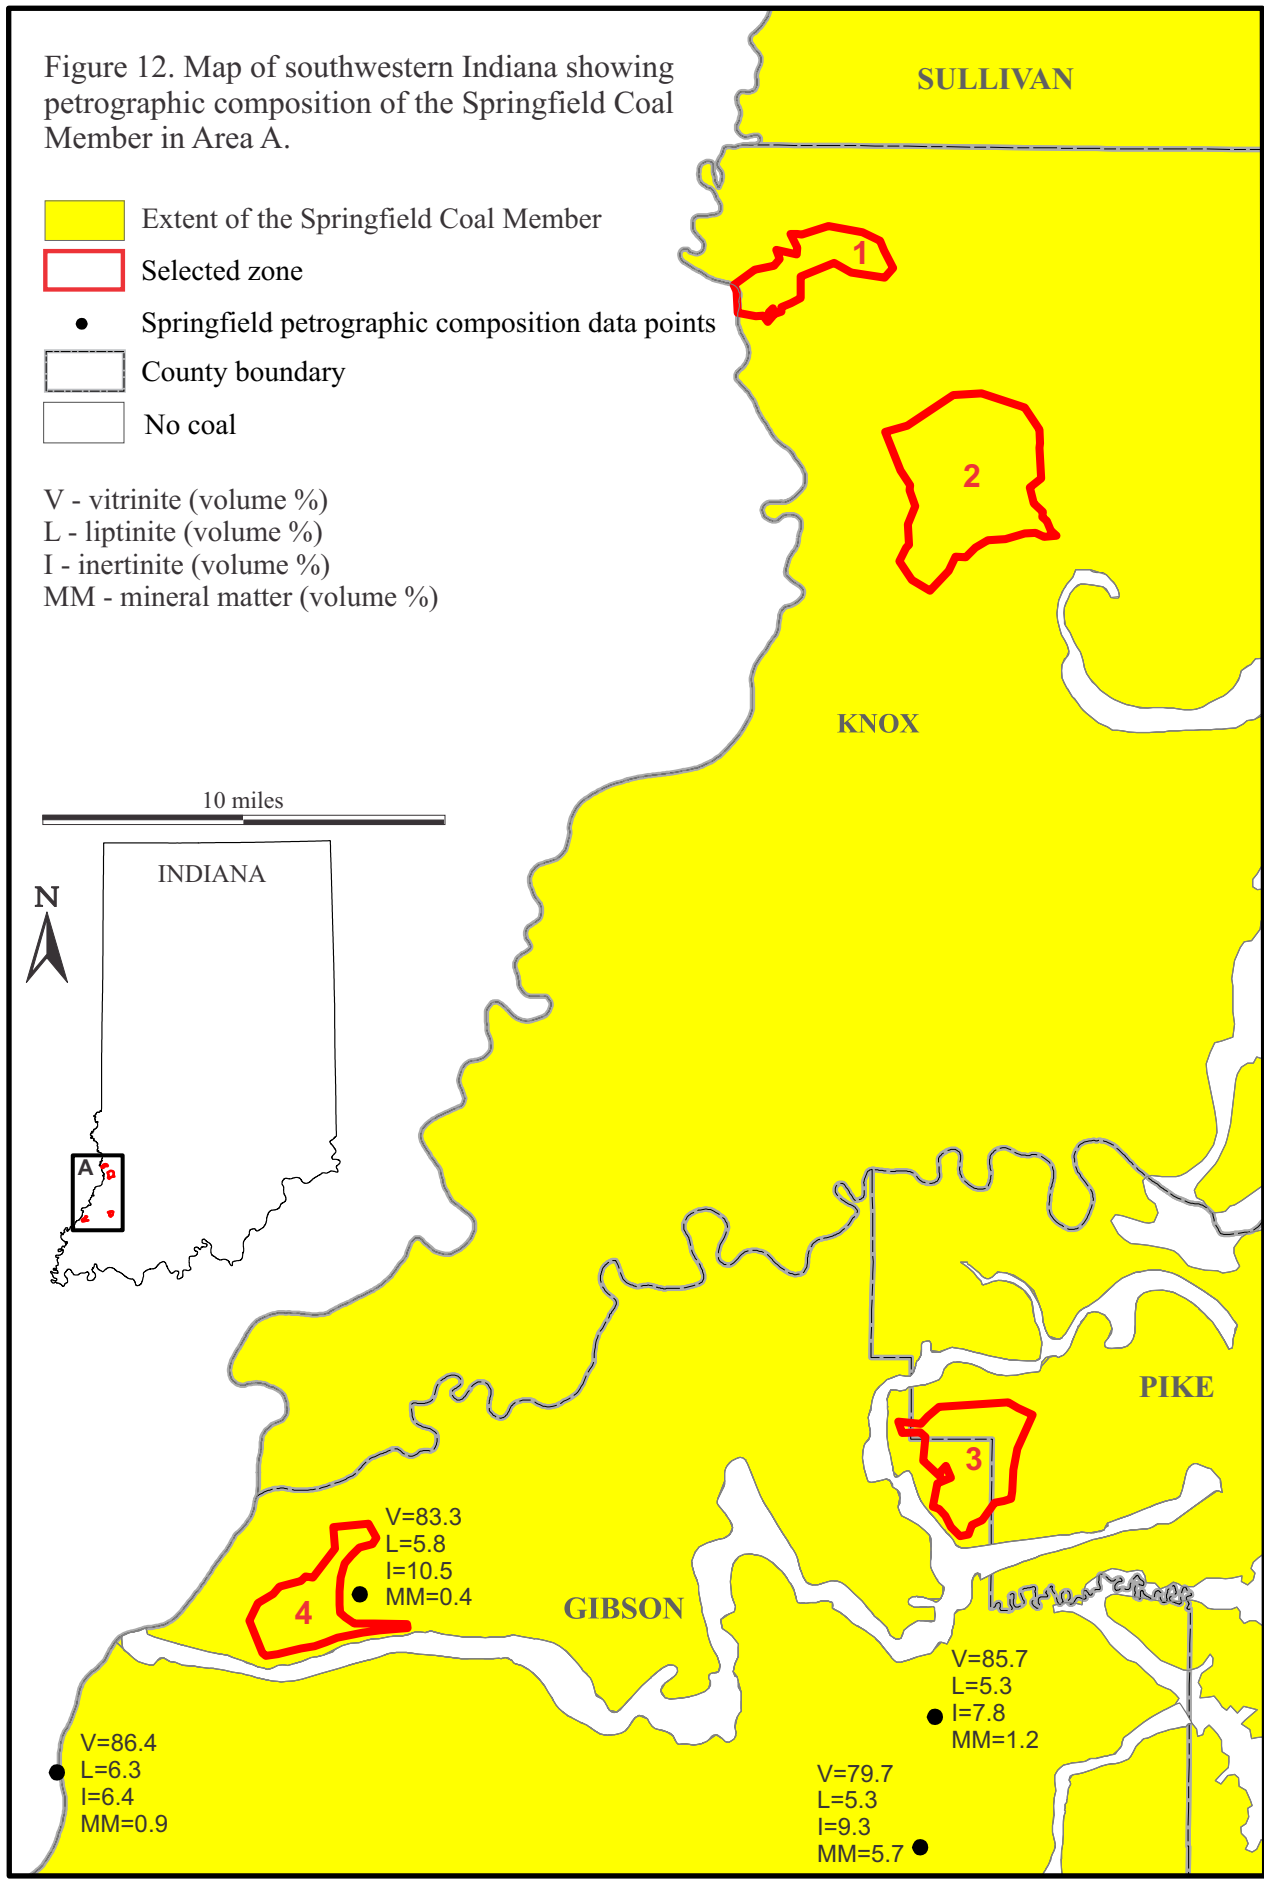 Figure 12. Map of southwestern Indiana showing
petrographic composition of the Springfield Coal
Member in Area A.
Extent of the Springfield Coal Member
Selected zone
Springfield petrographic composition data points
County boundary
No coal
V - vitrinite (volume %)
L - liptinite (volume %)
I - inertinite (volume %)
MM - mineral matter (volume %)
SULLIVAN
1
2
KNOX
10 miles
INDIANA
N
A
PIKE
3
V=83.3
L=5.8
I=10.5
MM=0.4
4
GIBSON
V=85.7
L=5.3
I=7.8
MM=1.2
V=86.4
L=6.3
I=6.4
MM=0.9
V=79.7
L=5.3
I=9.3
MM=5.7